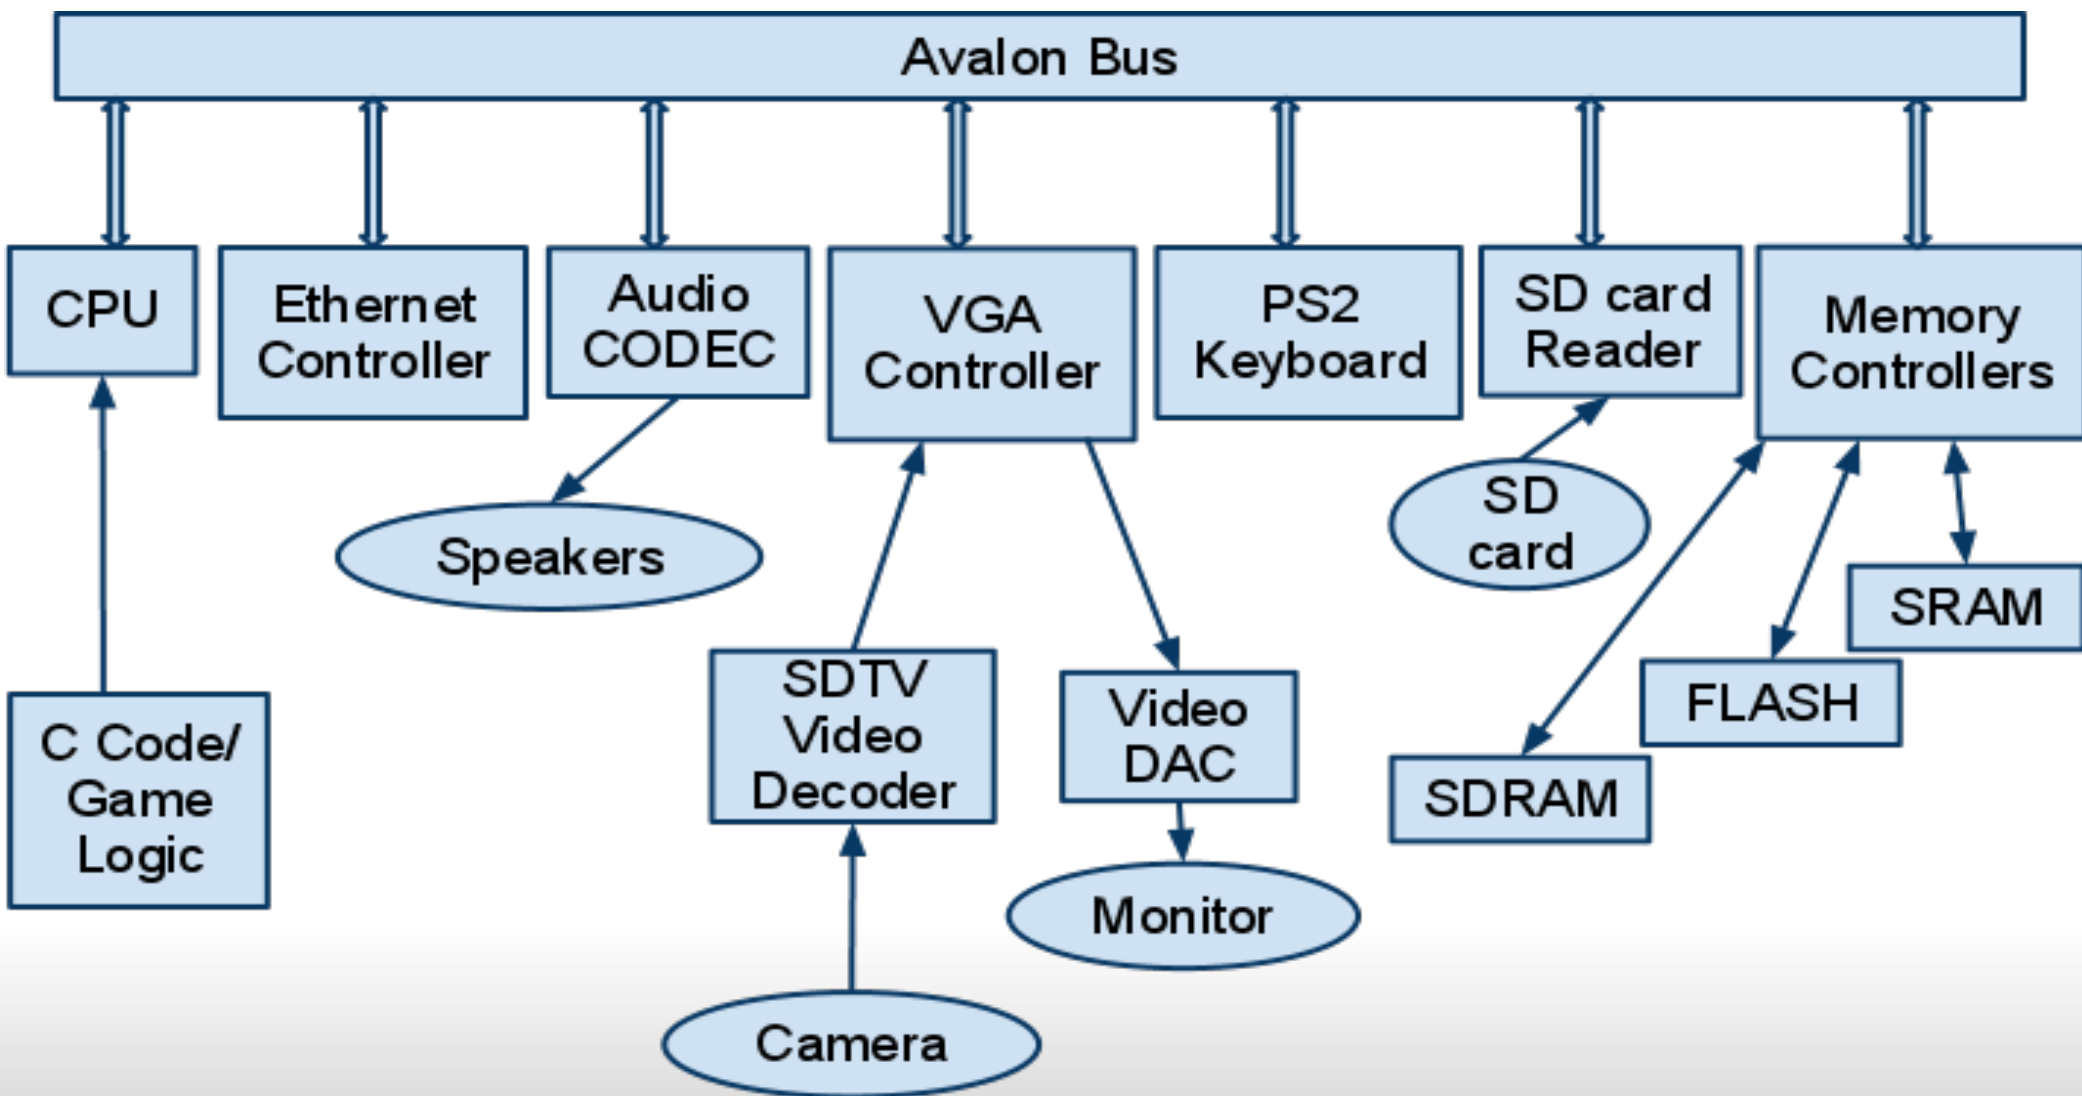 Avalon Bus
CPU
Ethernet
Controller
Audio
CODEC
VGA
Controller
PS2
Keyboard
SD card
Reader
Memory
Controllers
Speakers
SD
card
SRAM
C Code/
Game
Logic
SDTV
Video
Decoder
Video
DAC
FLASH
SDRAM
Monitor
Camera